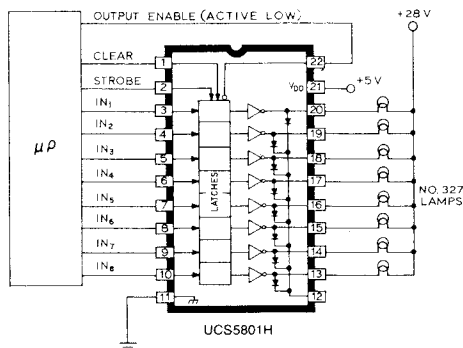 OUTPUT ENABLE (ACTIVE LOW)
+28 V
CLEAR
1
22
STROBE
2
VDD
21
+5 V
IN1
3
20
IN2
4
19
IN3
5
18
μp
IN4
6
LATCHES
17
NO. 327
LAMPS
IN5
7
16
IN6
8
15
IN7
9
14
IN8
10
13
11
12
UCS5801H